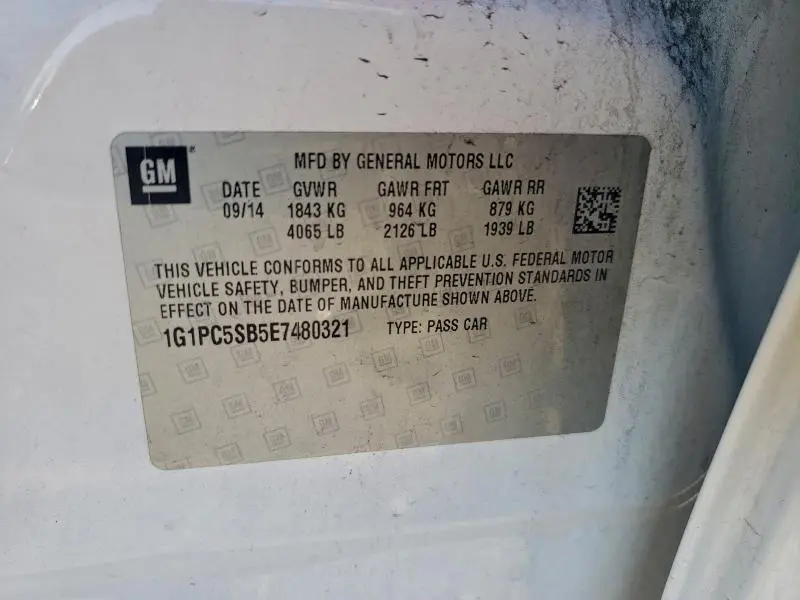 GM
MFD BY GENERAL MOTORS LLC
DATE GVWR GAWR FRT GAWR RR
09/14 1843 KG 964 KG 879 KG
4065 LB 2126 LB 1939 LB
THIS VEHICLE CONFORMS TO ALL APPLICABLE U.S. FEDERAL MOTOR
VEHICLE SAFETY, BUMPER, AND THEFT PREVENTION STANDARDS IN
EFFECT ON THE DATE OF MANUFACTURE SHOWN ABOVE.
1G1PC5SB5E7480321 TYPE: PASS CAR